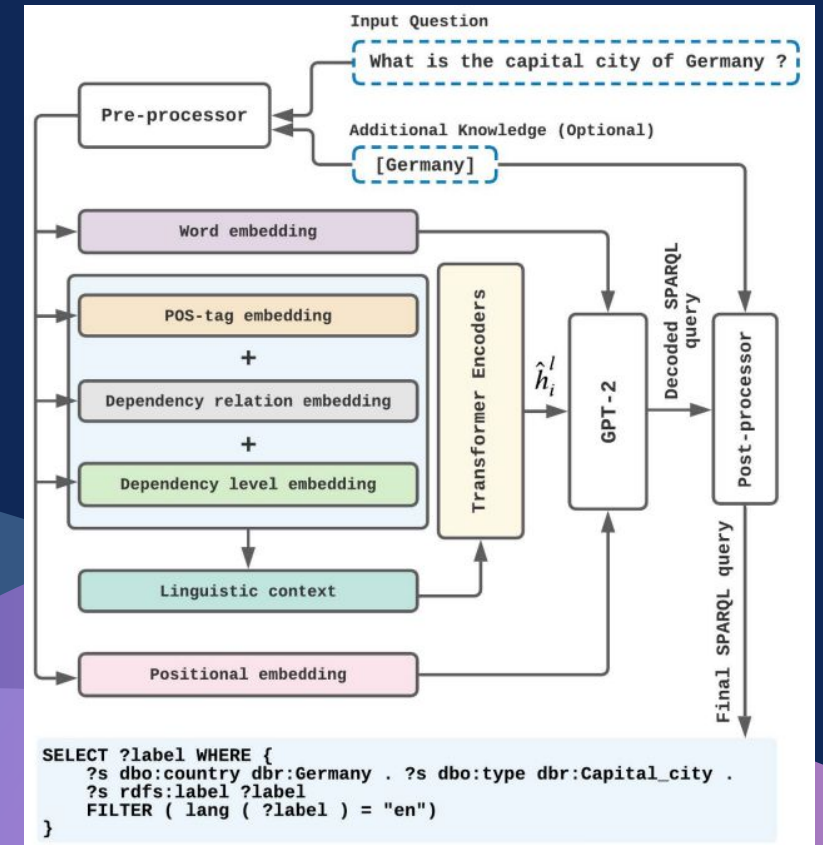 Input Question
What is the capital city of Germany ?
Pre-processor
Additional Knowledge (Optional)
[Germany]
Word embedding
POS-tag embedding
+
Dependency relation embedding
+
Dependency level embedding
Linguistic context
Positional embedding
Transformer Encoders
ĥᵢˡ
GPT-2
Decoded SPARQL
query
Post-processor
Final SPARQL query
SELECT ?label WHERE {
?s dbo:country dbr:Germany . ?s dbo:type dbr:Capital_city .
?s rdfs:label ?label
FILTER ( lang ( ?label ) = "en")
}